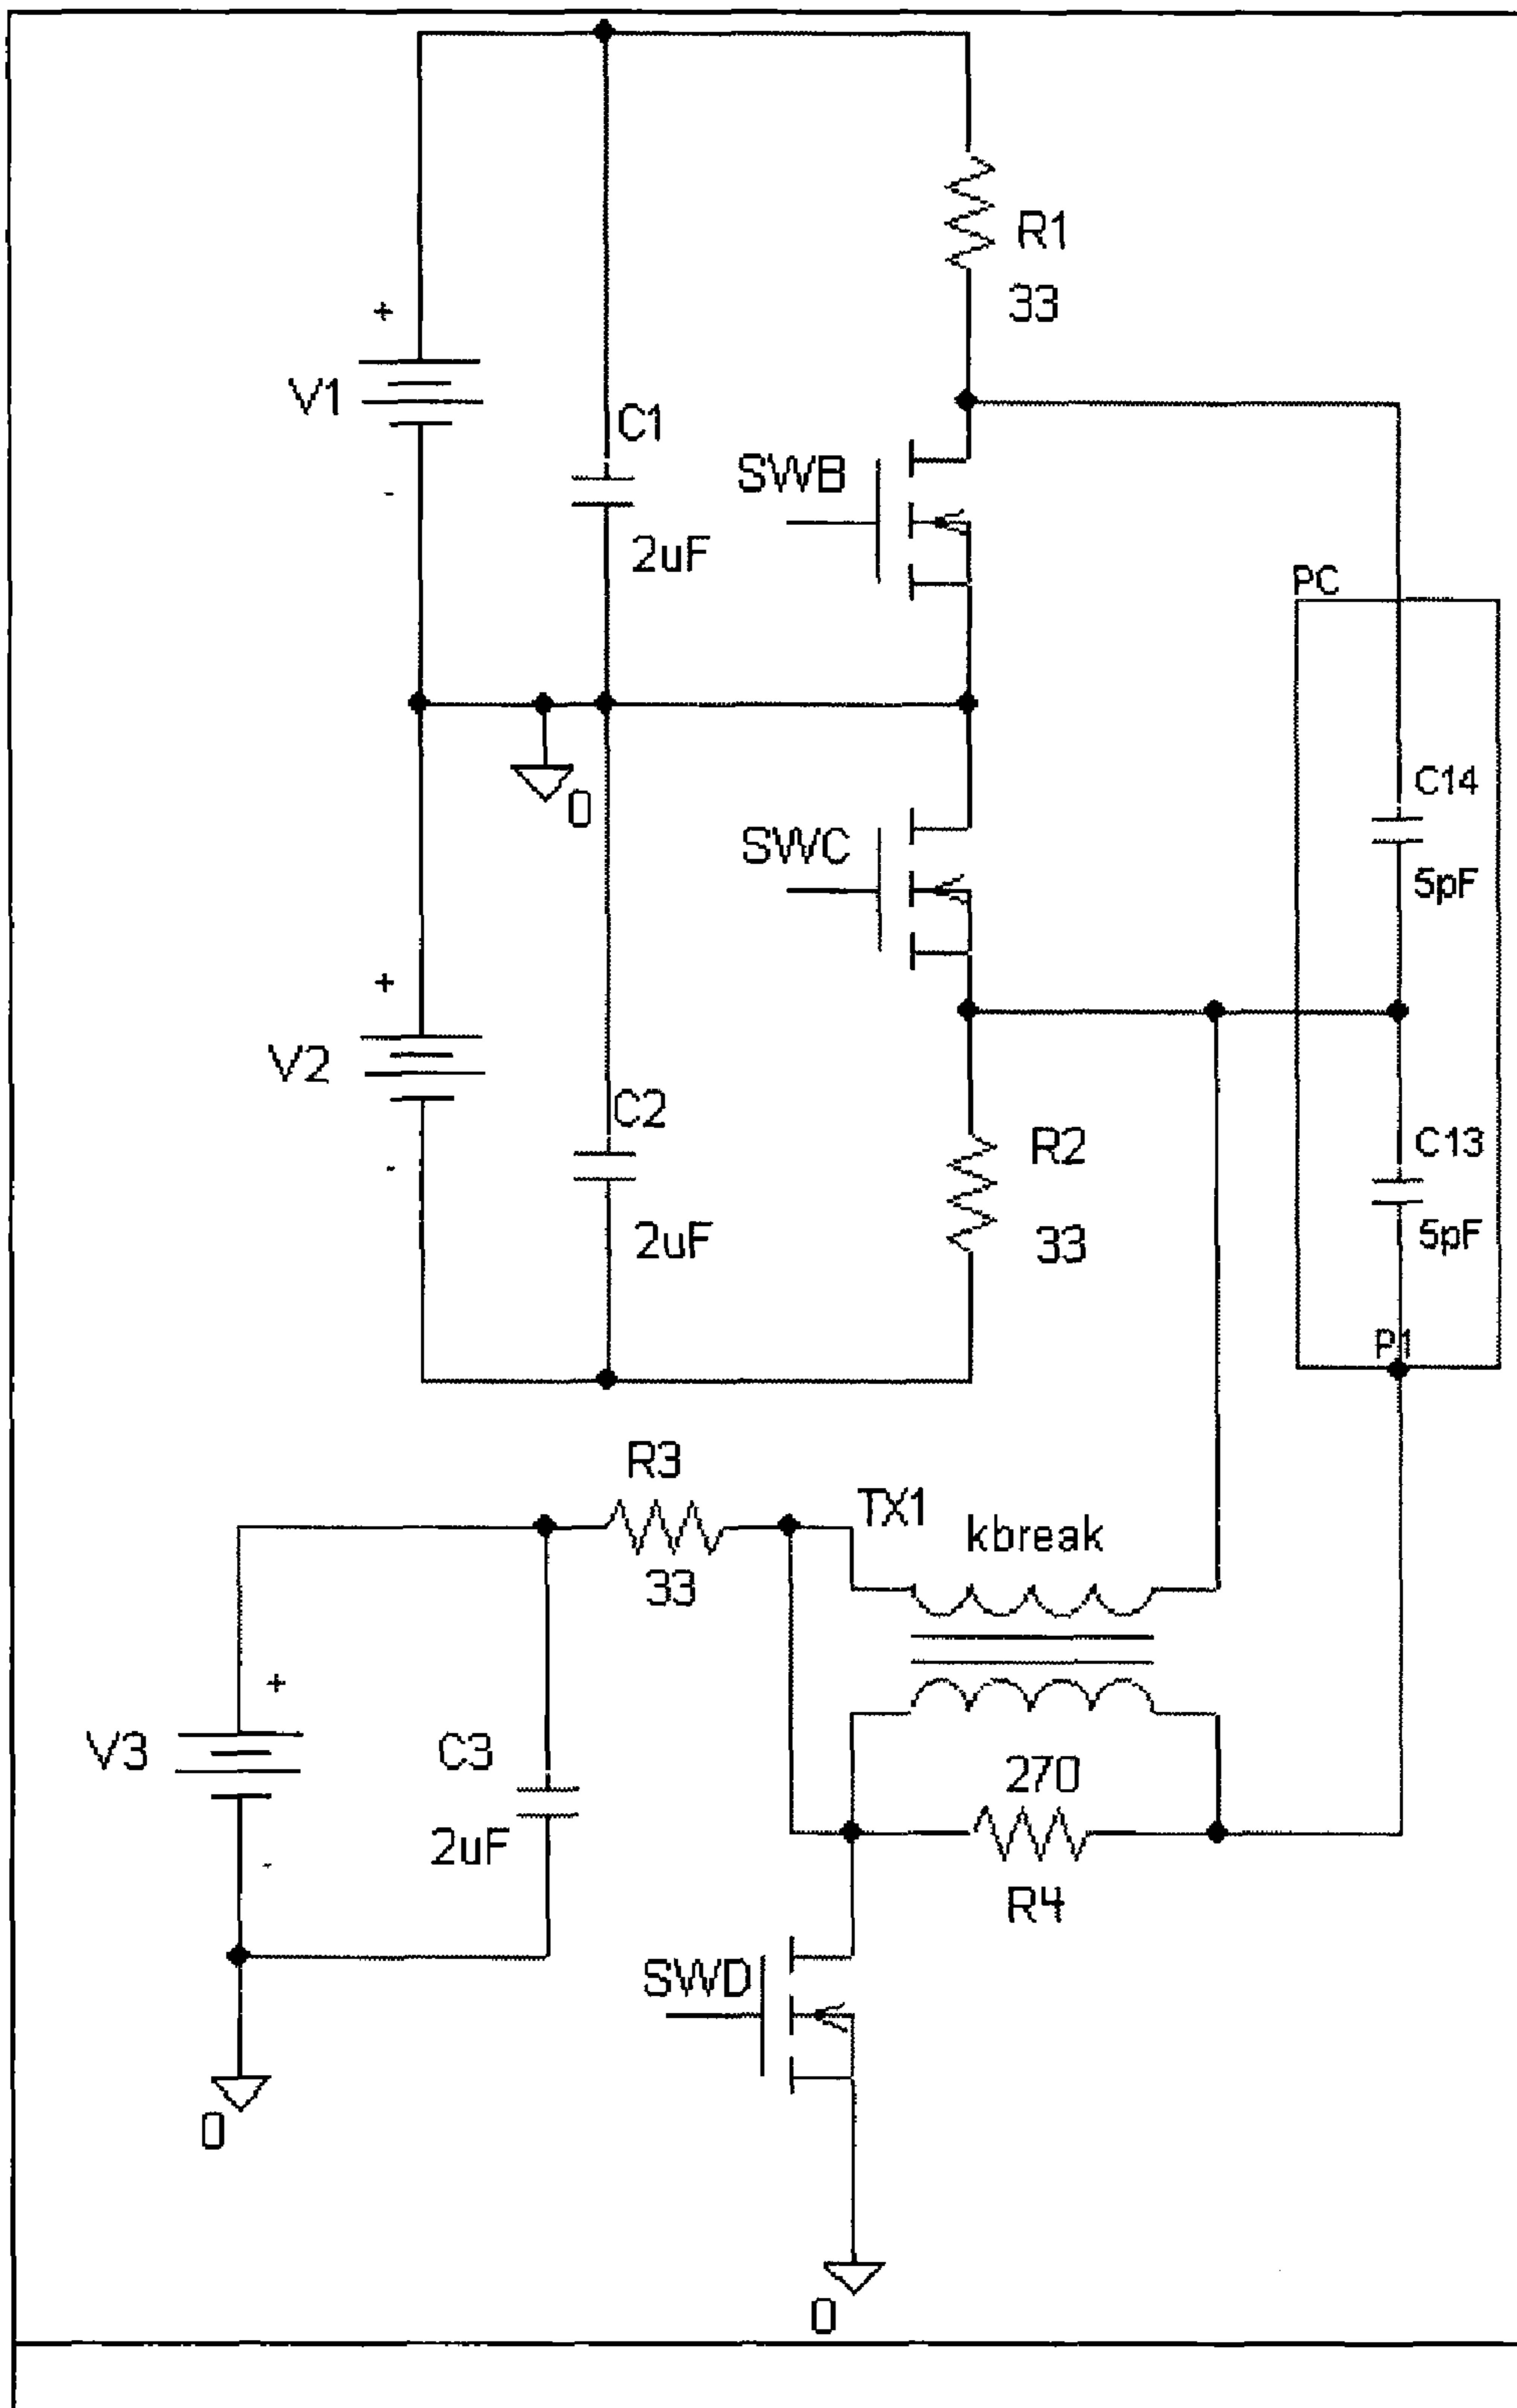 R1
33
+
V1
-
C1
2uF
SWB
PC
0
C14
5pF
SWC
+
V2
-
C2
2uF
R2
33
C13
5pF
P1
R3
33
TX1
kbreak
+
V3
-
C3
2uF
270
R4
SWD
0
0